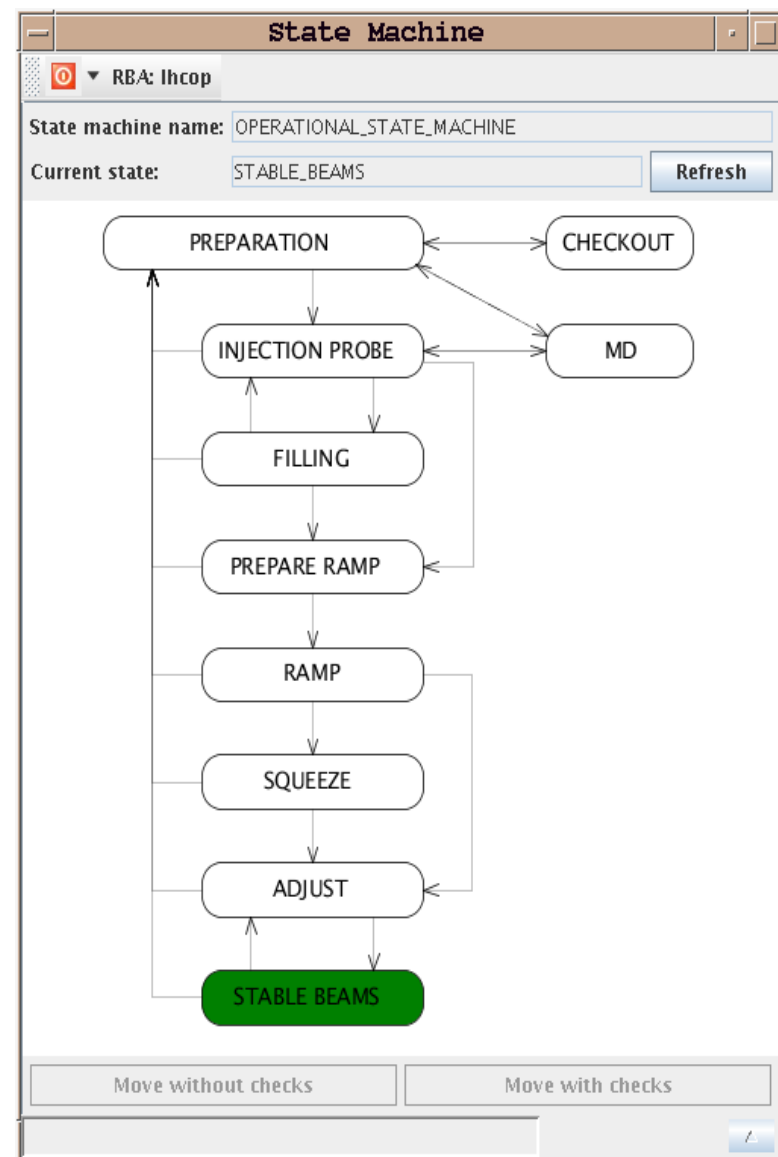 State Machine
RBA: lhcop
State machine name: OPERATIONAL_STATE_MACHINE
Current state: STABLE_BEAMS Refresh
PREPARATION CHECKOUT
INJECTION PROBE MD
FILLING
PREPARE RAMP
RAMP
SQUEEZE
ADJUST
STABLE BEAMS
Move without checks Move with checks